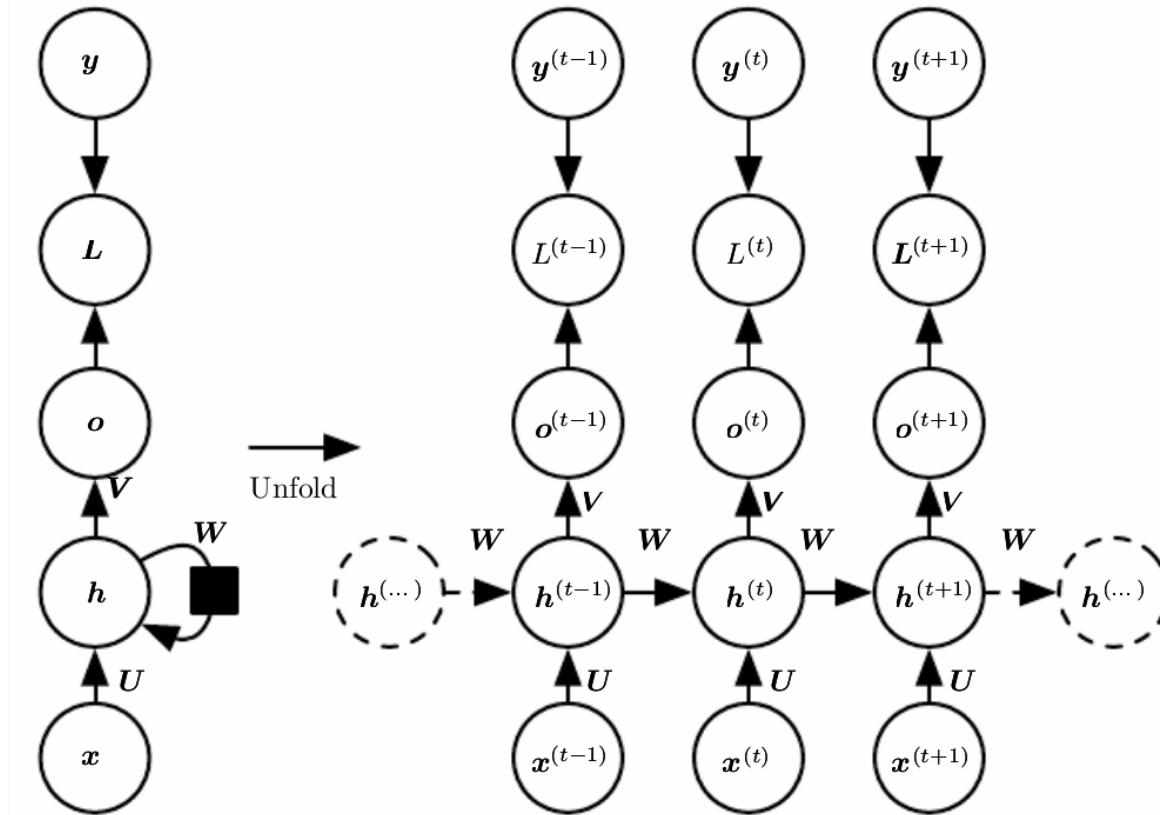 y y^(t−1) y^(t) y^(t+1)
L L^(t−1) L^(t) L^(t+1)
o o^(t−1) o^(t) o^(t+1)
Unfold
V V V V
W W W W W
h h^(...) h^(t−1) h^(t) h^(t+1) h^(...)
U U U U
x x^(t−1) x^(t) x^(t+1)